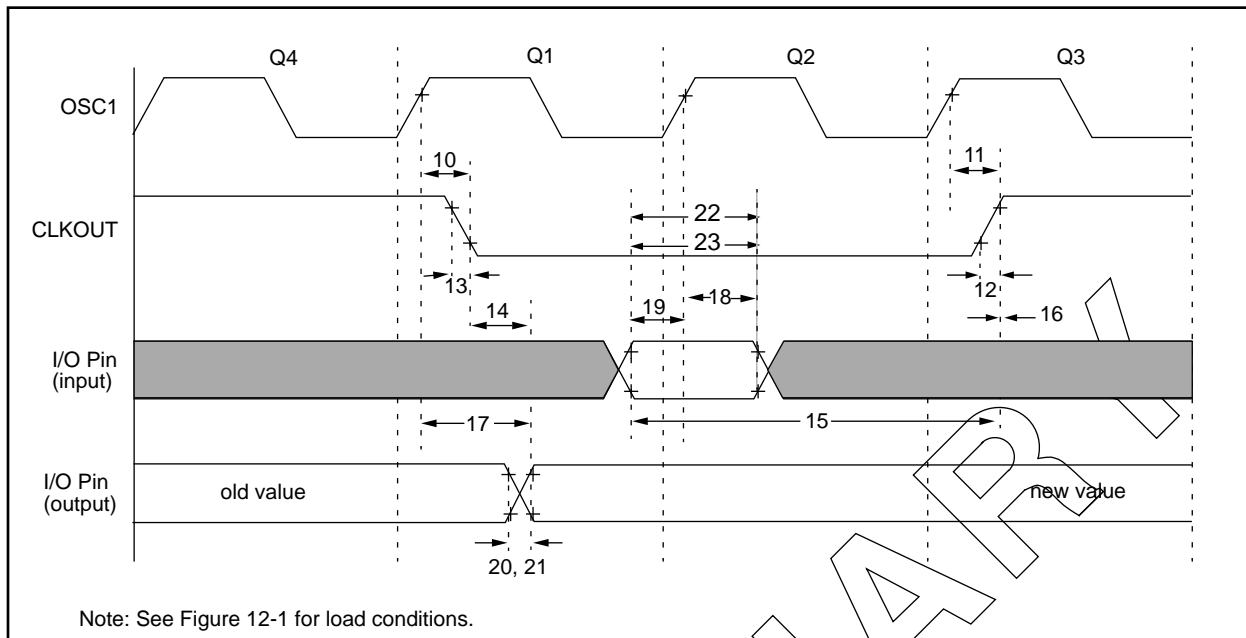 Q4 Q1 Q2 Q3
OSC1
10 11
22
CLKOUT
23
13 12
18
14 19 16
I/O Pin
(input)
17 15
I/O Pin
(output)
old value new value
20, 21
Note: See Figure 12-1 for load conditions.